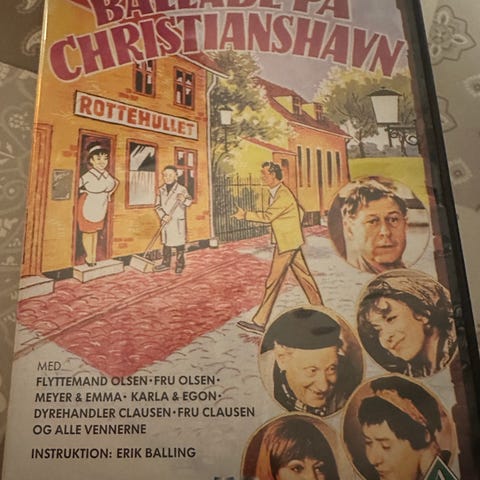 BALLADE PÅ
CHRISTIANSHAVN
ROTTEHULLET
MED
FLYTTEMAND OLSEN · FRU OLSEN ·
MEYER & EMMA · KARLA & EGON ·
DYREHANDLER CLAUSEN · FRU CLAUSEN
OG ALLE VENNERNE
INSTRUKTION: ERIK BALLING